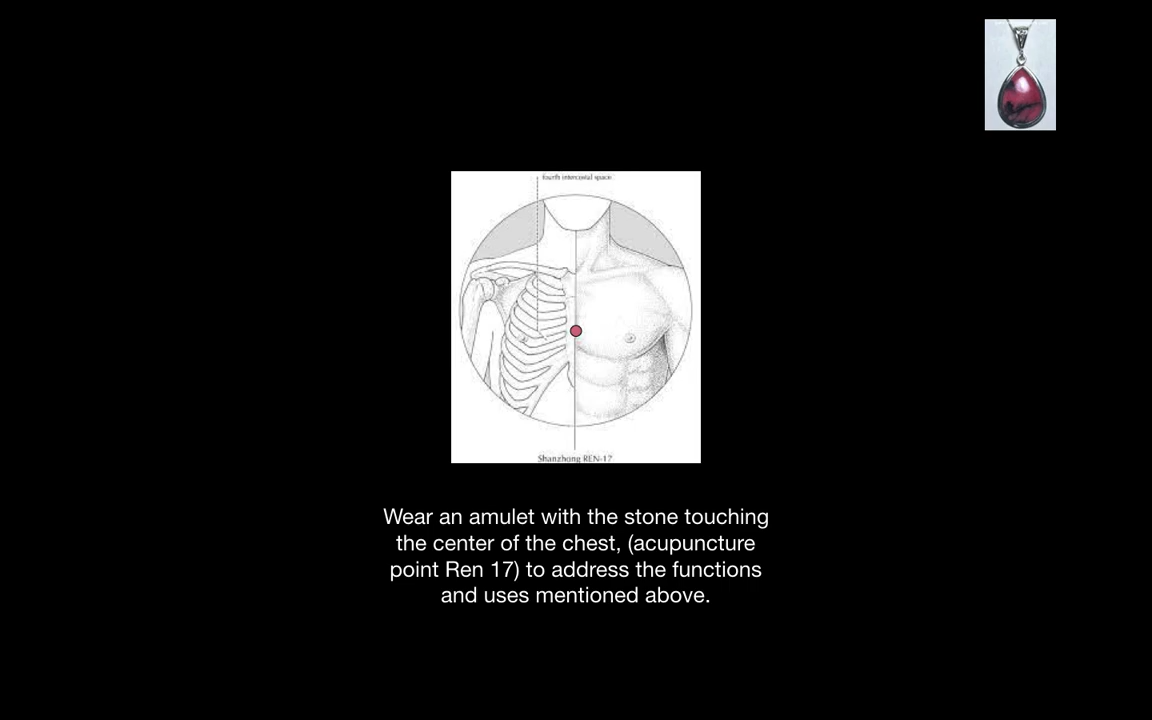 fourth intercostal space
Shanzhong REN-17
Wear an amulet with the stone touching
the center of the chest, (acupuncture
point Ren 17) to address the functions
and uses mentioned above.